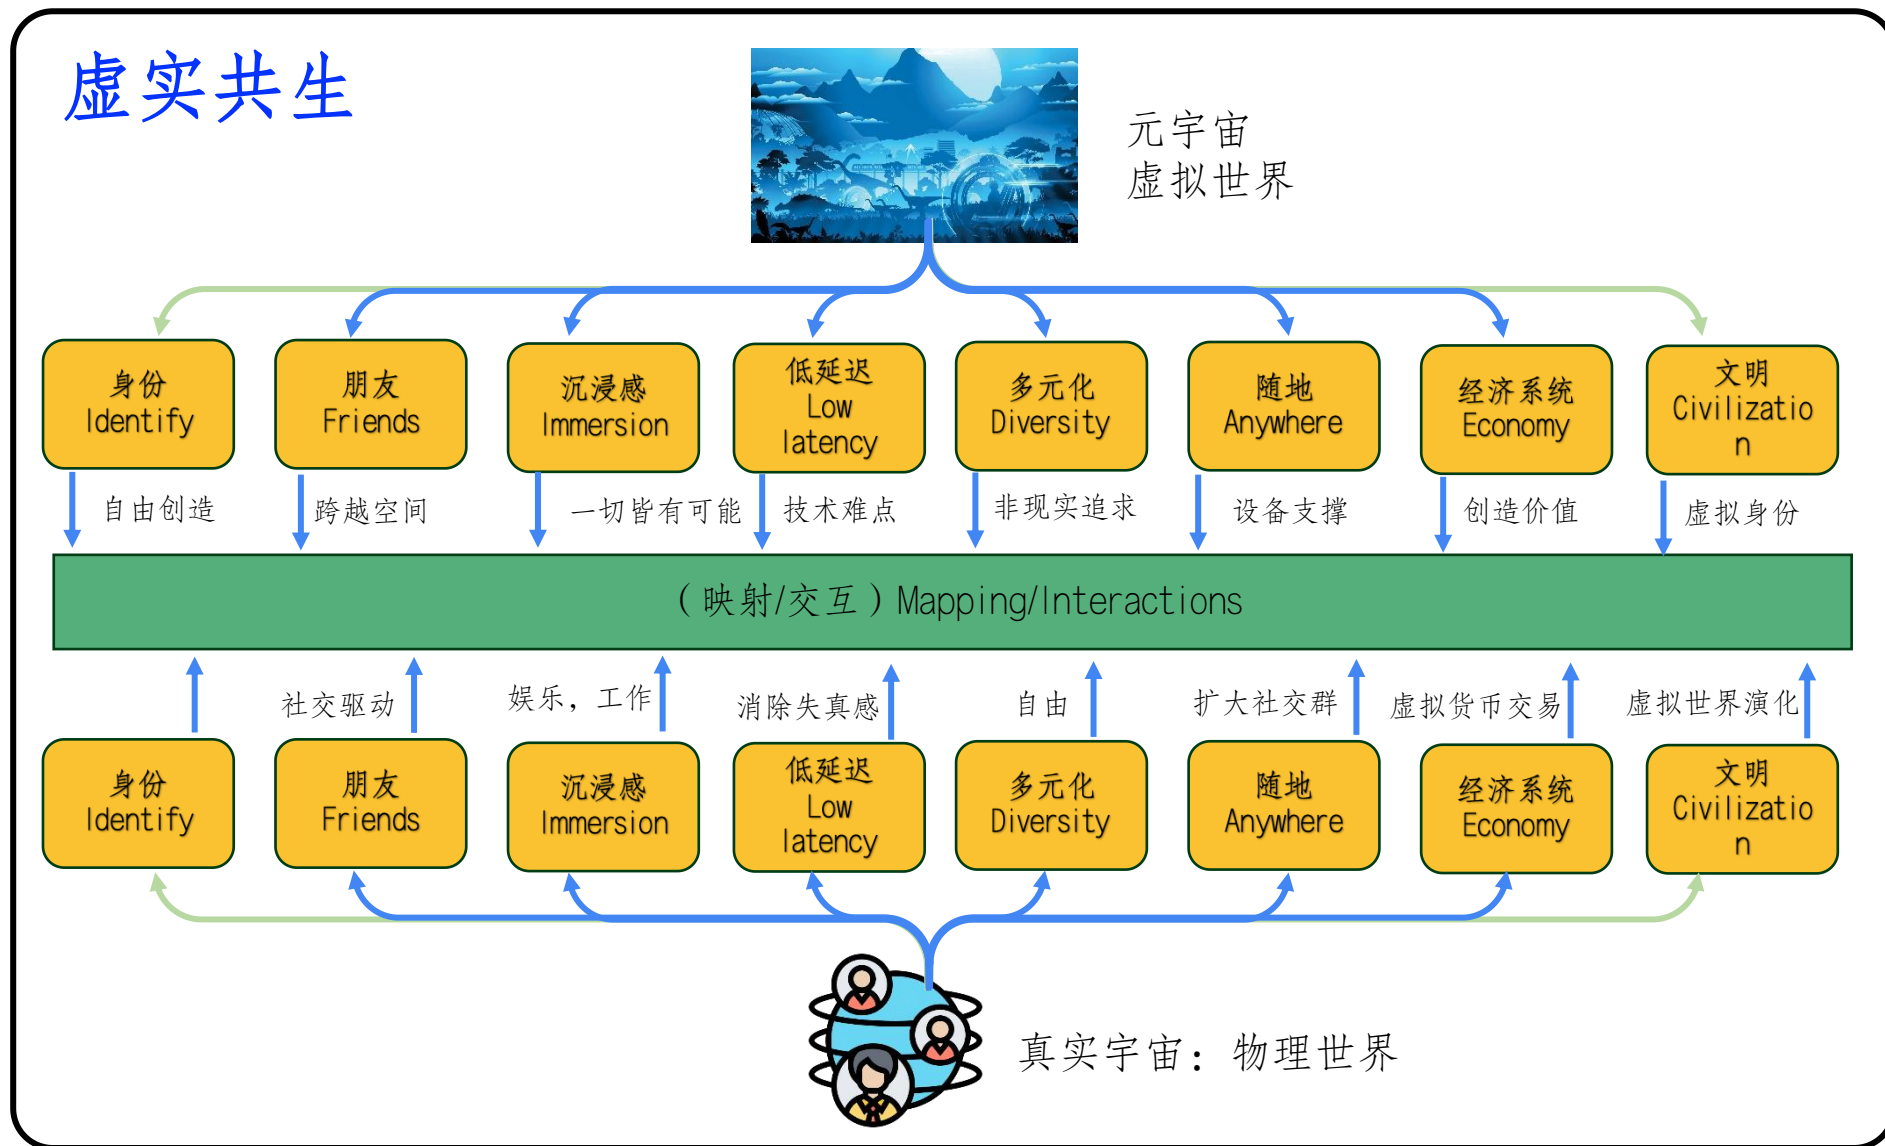 虚实共生
元宇宙
虚拟世界
身份
Identify
朋友
Friends
沉浸感
Immersion
低延迟
Low
latency
多元化
Diversity
随地
Anywhere
经济系统
Economy
文明
Civilizatio
n
自由创造
跨越空间
一切皆有可能
技术难点
非现实追求
设备支撑
创造价值
虚拟身份
（映射/交互）Mapping/Interactions
社交驱动
娱乐，工作
消除失真感
自由
扩大社交群
虚拟货币交易
虚拟世界演化
身份
Identify
朋友
Friends
沉浸感
Immersion
低延迟
Low
latency
多元化
Diversity
随地
Anywhere
经济系统
Economy
文明
Civilizatio
n
真实宇宙：物理世界